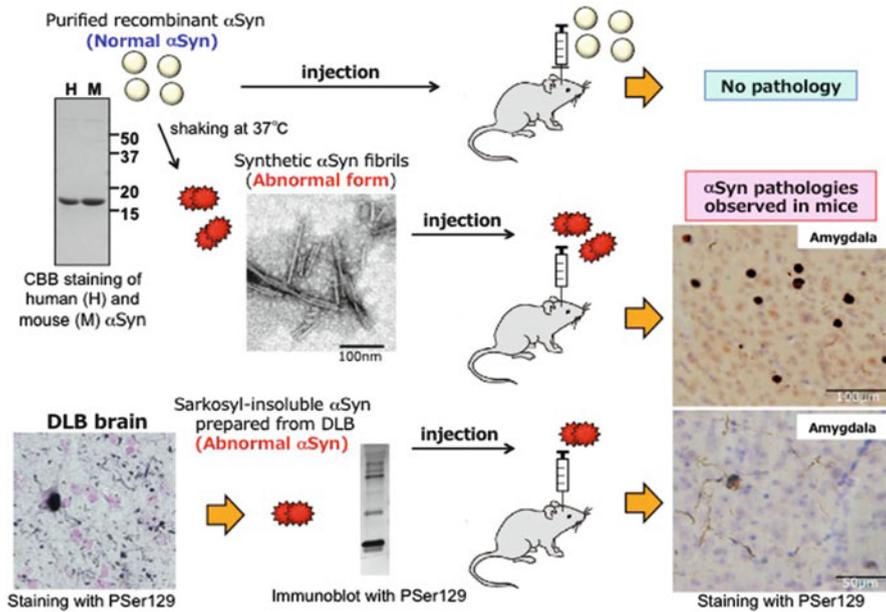 Purified recombinant αSyn
(Normal αSyn)
H M
50
37
20
15
CBB staining of
human (H) and
mouse (M) αSyn
shaking at 37°C
injection
No pathology
Synthetic αSyn fibrils
(Abnormal form)
100nm
injection
αSyn pathologies
observed in mice
Amygdala
100μm
DLB brain
Staining with PSer129
Sarkosyl-insoluble αSyn
prepared from DLB
(Abnormal αSyn)
Immunoblot with PSer129
injection
Amygdala
50μm
Staining with PSer129